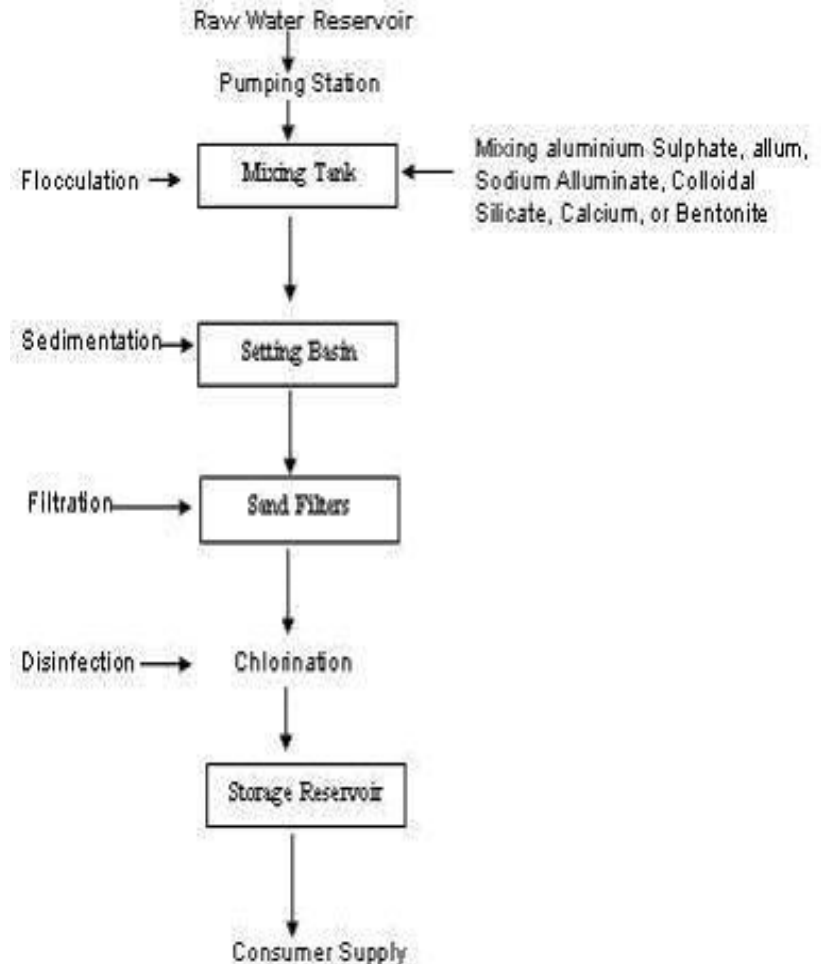 Raw Water Reservoir
Pumping Station
Flocculation
Mixing Tank
Mixing aluminium Sulphate, allum,
Sodium Alluminate, Colloidal
Silicate, Calcium, or Bentonite
Sedimentation
Setting Basin
Filtration
Sand Filters
Disinfection
Chlorination
Storage Reservoir
Consumer Supply